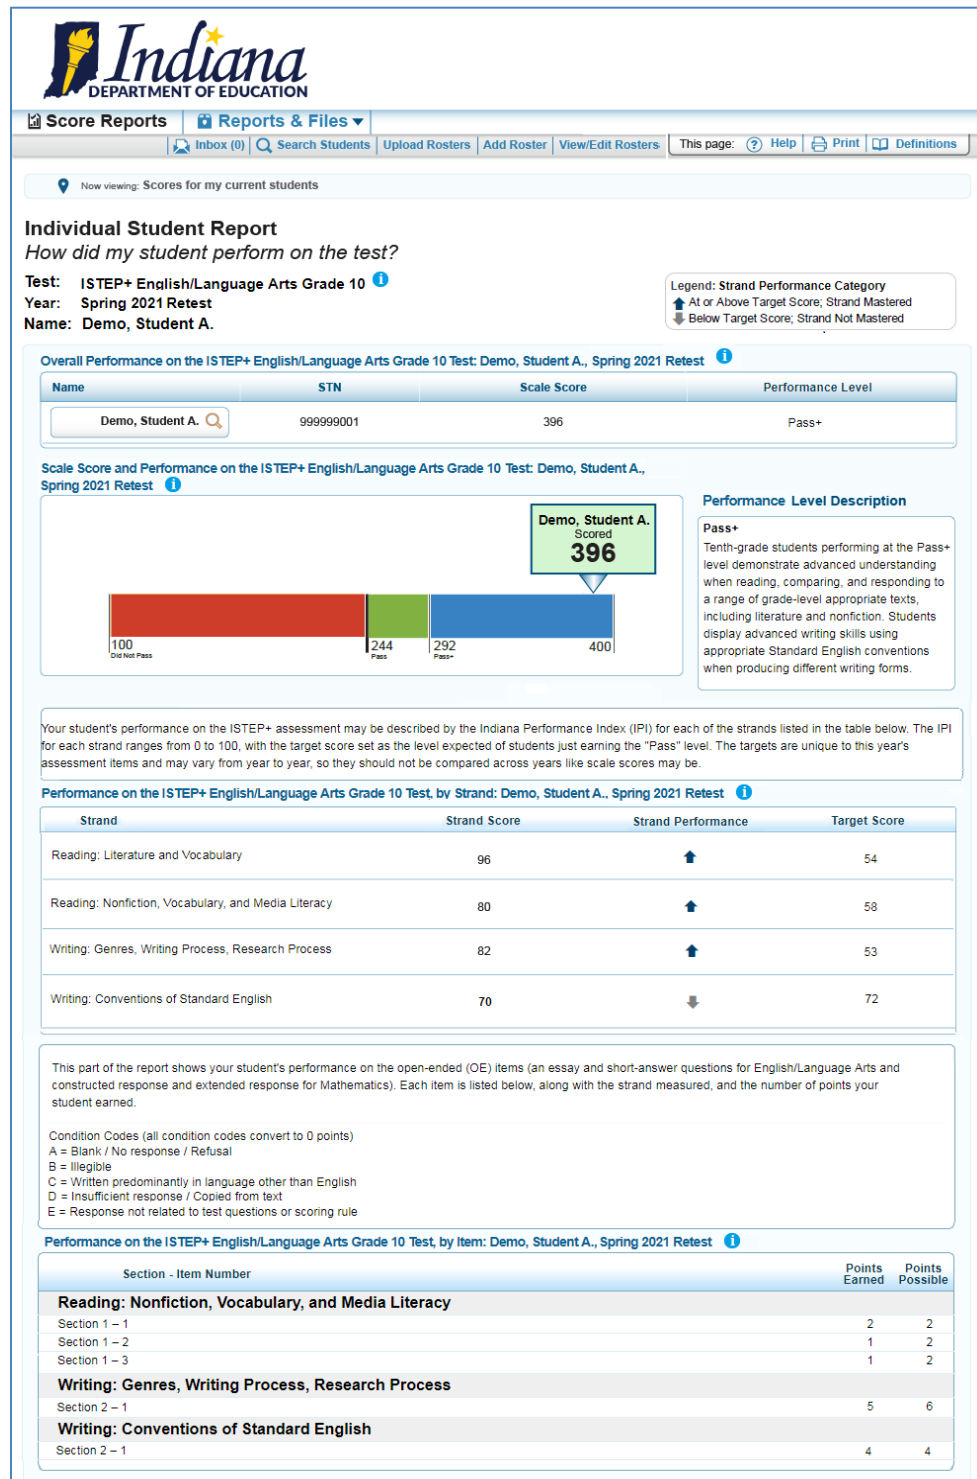 Indiana
DEPARTMENT OF EDUCATION
Score Reports
Reports & Files
Inbox (0)
Search Students
Upload Rosters
Add Roster
View/Edit Rosters
This page:
Help
Print
Definitions
Now viewing: Scores for my current students
Individual Student Report
How did my student perform on the test?
Test: ISTEP+ English/Language Arts Grade 10
Year: Spring 2021 Retest
Name: Demo, Student A.
Legend: Strand Performance Category
At or Above Target Score; Strand Mastered
Below Target Score; Strand Not Mastered
Overall Performance on the ISTEP+ English/Language Arts Grade 10 Test: Demo, Student A., Spring 2021 Retest
Name STN Scale Score Performance Level
Demo, Student A. 999999001 396 Pass+
Scale Score and Performance on the ISTEP+ English/Language Arts Grade 10 Test: Demo, Student A.,
Spring 2021 Retest
Demo, Student A.
Scored
396
100 244 292 400
Did Not Pass Pass Pass+
Performance Level Description
Pass+
Tenth-grade students performing at the Pass+
level demonstrate advanced understanding
when reading, comparing, and responding to
a range of grade-level appropriate texts,
including literature and nonfiction. Students
display advanced writing skills using
appropriate Standard English conventions
when producing different writing forms.
Your student's performance on the ISTEP+ assessment may be described by the Indiana Performance Index (IPI) for each of the strands listed in the table below. The IPI
for each strand ranges from 0 to 100, with the target score set as the level expected of students just earning the "Pass" level. The targets are unique to this year's
assessment items and may vary from year to year, so they should not be compared across years like scale scores may be.
Performance on the ISTEP+ English/Language Arts Grade 10 Test, by Strand: Demo, Student A., Spring 2021 Retest
Strand Strand Score Strand Performance Target Score
Reading: Literature and Vocabulary 96 54
Reading: Nonfiction, Vocabulary, and Media Literacy 80 58
Writing: Genres, Writing Process, Research Process 82 53
Writing: Conventions of Standard English 70 72
This part of the report shows your student's performance on the open-ended (OE) items (an essay and short-answer questions for English/Language Arts and
constructed response and extended response for Mathematics). Each item is listed below, along with the strand measured, and the number of points your
student earned.
Condition Codes (all condition codes convert to 0 points)
A = Blank / No response / Refusal
B = Illegible
C = Written predominantly in language other than English
D = Insufficient response / Copied from text
E = Response not related to test questions or scoring rule
Performance on the ISTEP+ English/Language Arts Grade 10 Test, by Item: Demo, Student A., Spring 2021 Retest
Section - Item Number Points Earned Points Possible
Reading: Nonfiction, Vocabulary, and Media Literacy
Section 1 – 1 2 2
Section 1 – 2 1 2
Section 1 – 3 1 2
Writing: Genres, Writing Process, Research Process
Section 2 – 1 5 6
Writing: Conventions of Standard English
Section 2 – 1 4 4